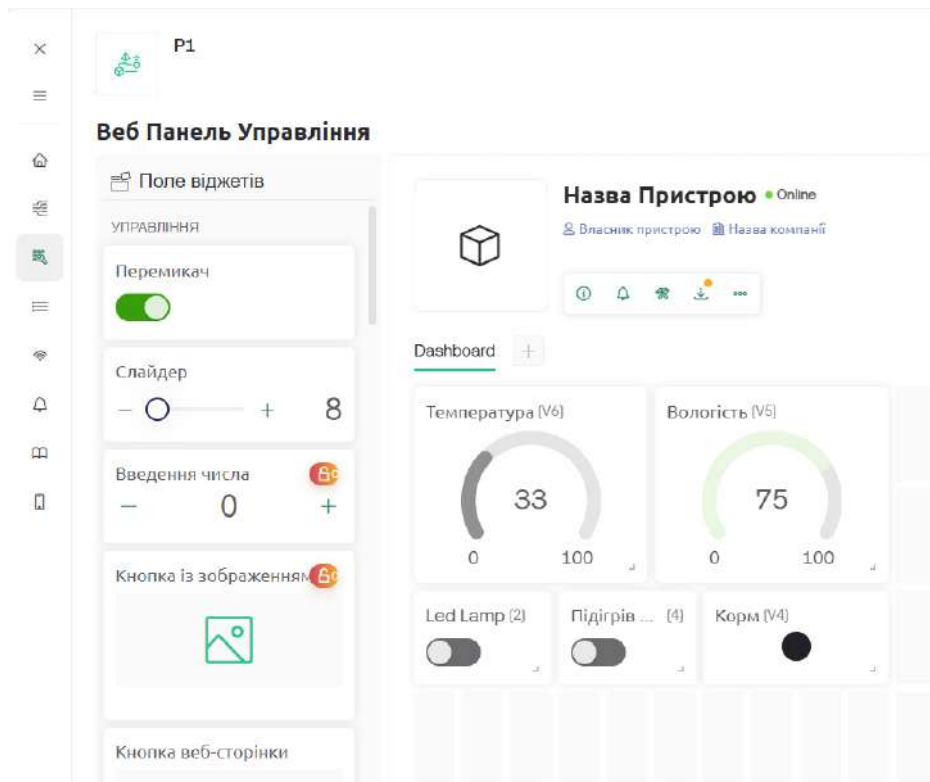 P1
Веб Панель Управління
Поле віджетів
УПРАВЛІННЯ
Перемикач
Слайдер
– + 8
Введення числа
– 0 +
Кнопка із зображенням
Кнопка веб-сторінки
Назва Пристрою Online
Власник пристрою Назва компанії
Dashboard +
Температура (V6)
33
0 100
Вологість (V5)
75
0 100
Led Lamp (2)
Підігрів ... (4)
Корм (V4)